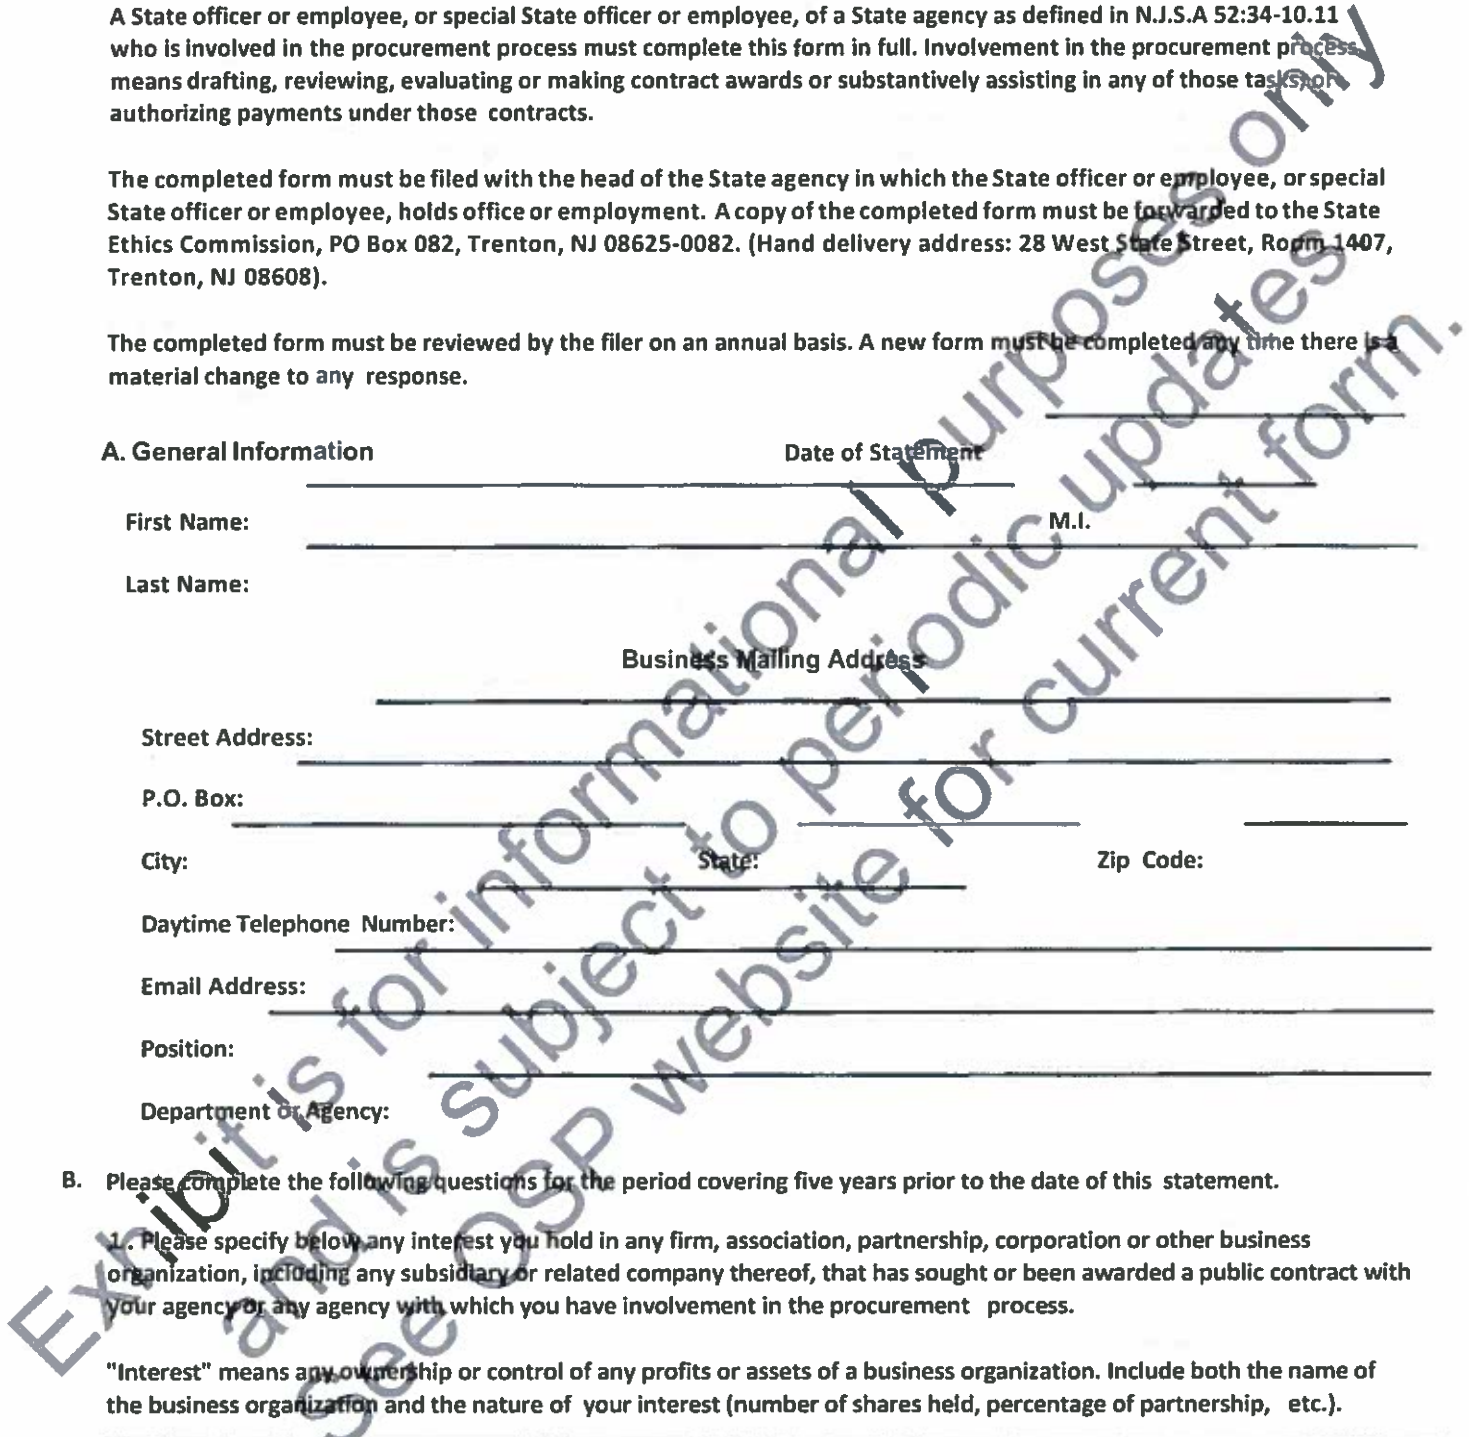 A State officer or employee, or special State officer or employee, of a State agency as defined in N.J.S.A 52:34-10.11
who is involved in the procurement process must complete this form in full. Involvement in the procurement process
means drafting, reviewing, evaluating or making contract awards or substantively assisting in any of those tasks, or
authorizing payments under those contracts.
The completed form must be filed with the head of the State agency in which the State officer or employee, or special
State officer or employee, holds office or employment. A copy of the completed form must be forwarded to the State
Ethics Commission, PO Box 082, Trenton, NJ 08625-0082. (Hand delivery address: 28 West State Street, Room 1407,
Trenton, NJ 08608).
The completed form must be reviewed by the filer on an annual basis. A new form must be completed any time there is a
material change to any response.
A. General Information Date of Statement
First Name: M.I.
Last Name:
Business Mailing Address
Street Address:
P.O. Box:
City: State: Zip Code:
Daytime Telephone Number:
Email Address:
Position:
Department or Agency:
B. Please complete the following questions for the period covering five years prior to the date of this statement.
1. Please specify below any interest you hold in any firm, association, partnership, corporation or other business
organization, including any subsidiary or related company thereof, that has sought or been awarded a public contract with
your agency or any agency with which you have involvement in the procurement process.
"Interest" means any ownership or control of any profits or assets of a business organization. Include both the name of
the business organization and the nature of your interest (number of shares held, percentage of partnership, etc.).
Exhibit is for informational purposes only
and is subject to periodic updates.
See OSP website for current form.